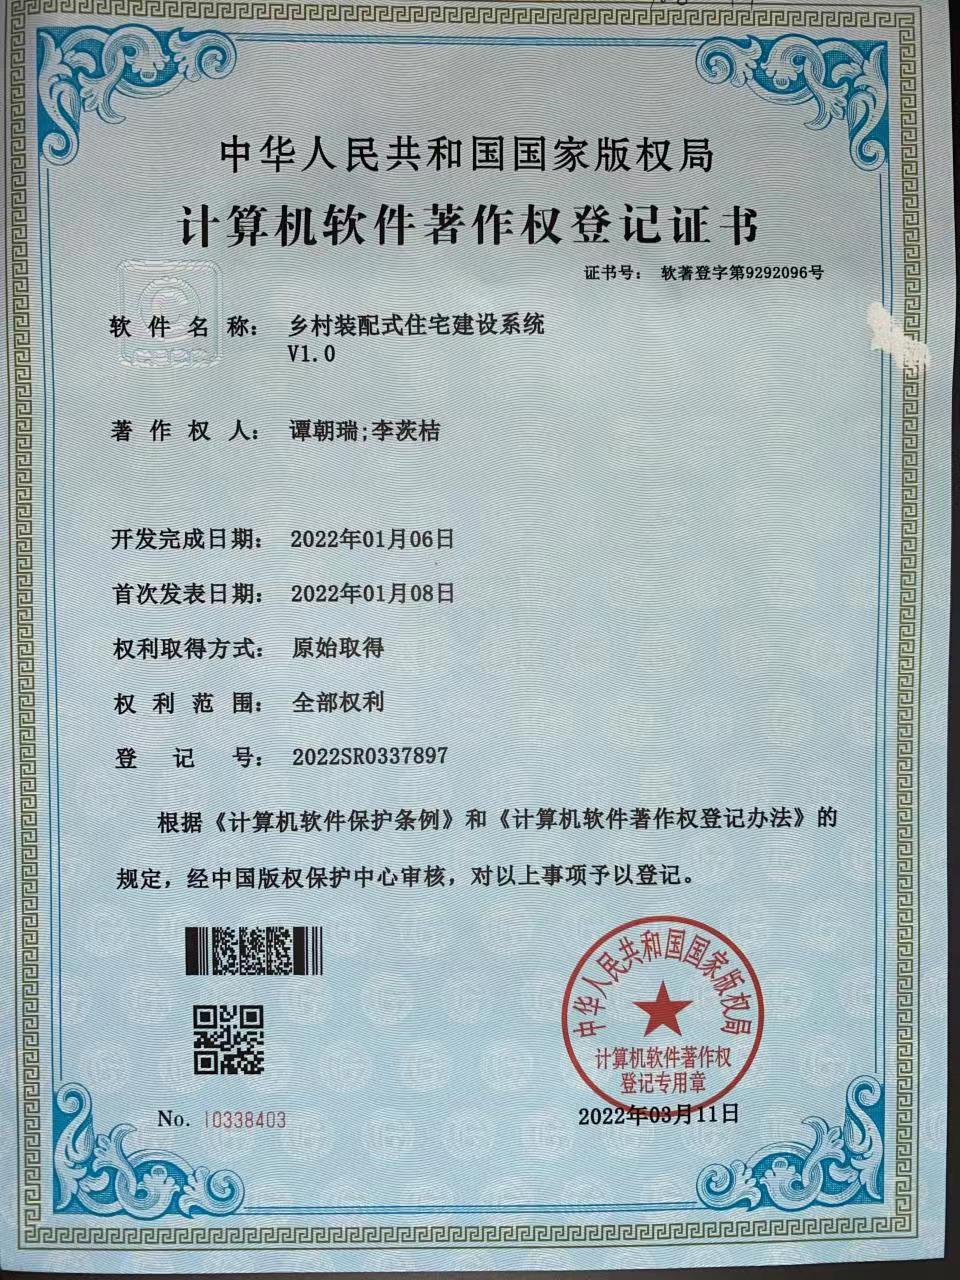 中华人民共和国国家版权局
计算机软件著作权登记证书
证书号： 软著登字第9292096号
软件名称： 乡村装配式住宅建设系统
V1.0
著作权人： 谭朝瑞;李茨桔
开发完成日期： 2022年01月06日
首次发表日期： 2022年01月08日
权利取得方式： 原始取得
权利范围： 全部权利
登记号： 2022SR0337897
根据《计算机软件保护条例》和《计算机软件著作权登记办法》的
规定，经中国版权保护中心审核，对以上事项予以登记。
中华人民共和国国家版权局
计算机软件著作权
登记专用章
No. 10338403
2022年03月11日